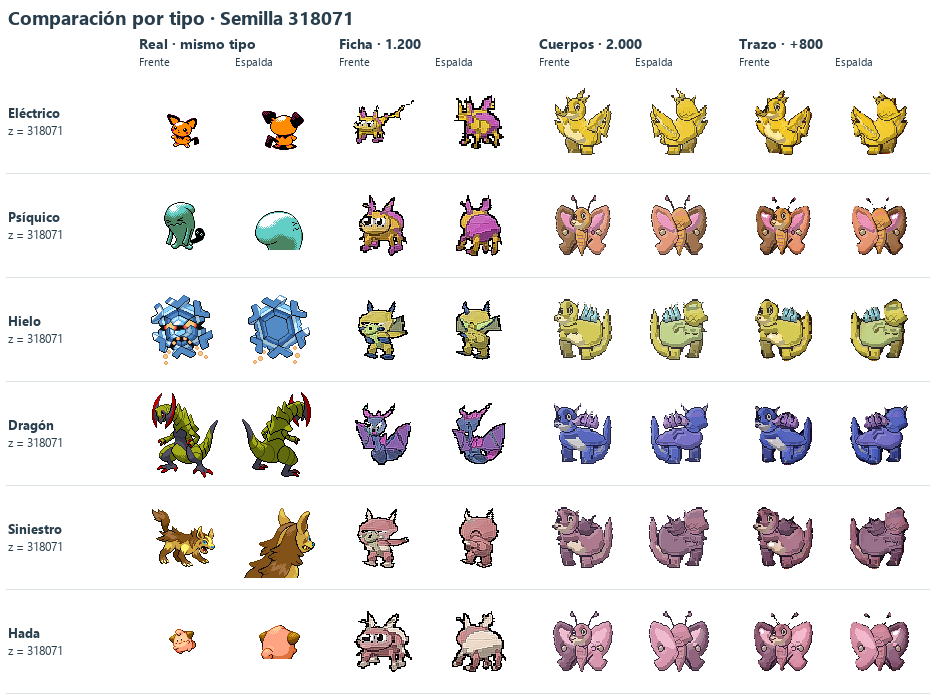 Comparación por tipo · Semilla 318071
Real · mismo tipo Ficha · 1.200 Cuerpos · 2.000 Trazo · +800
Frente Espalda Frente Espalda Frente Espalda Frente Espalda
Eléctrico
z = 318071
Psíquico
z = 318071
Hielo
z = 318071
Dragón
z = 318071
Siniestro
z = 318071
Hada
z = 318071